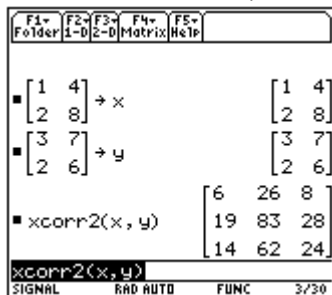 F1▾ F2▾ F3▾ F4▾ F5▾
Folder 1-D 2-D Matrix Help
▪ [1 4] → x [1 4]
[2 8] [2 8]
▪ [3 7] → y [3 7]
[2 6] [2 6]
[6 26 8]
▪ xcorr2(x,y) [19 83 28]
[14 62 24]
xcorr2(x,y)
SIGNAL RAD AUTO FUNC 3/30